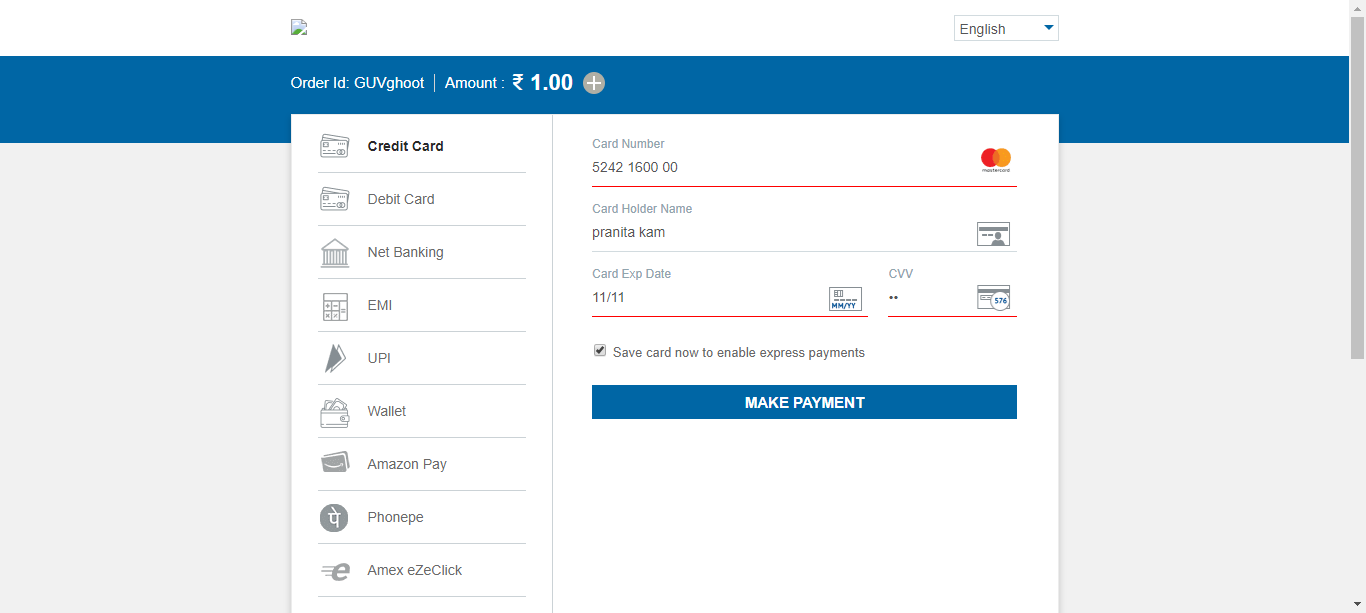 English
Order Id: GUVghoot | Amount : ₹ 1.00
Credit Card
Debit Card
Net Banking
EMI
UPI
Wallet
Amazon Pay
Phonepe
Amex eZeClick
Card Number
5242 1600 00
mastercard
Card Holder Name
pranita kam
Card Exp Date
11/11
MM/YY
CVV
••
576
Save card now to enable express payments
MAKE PAYMENT